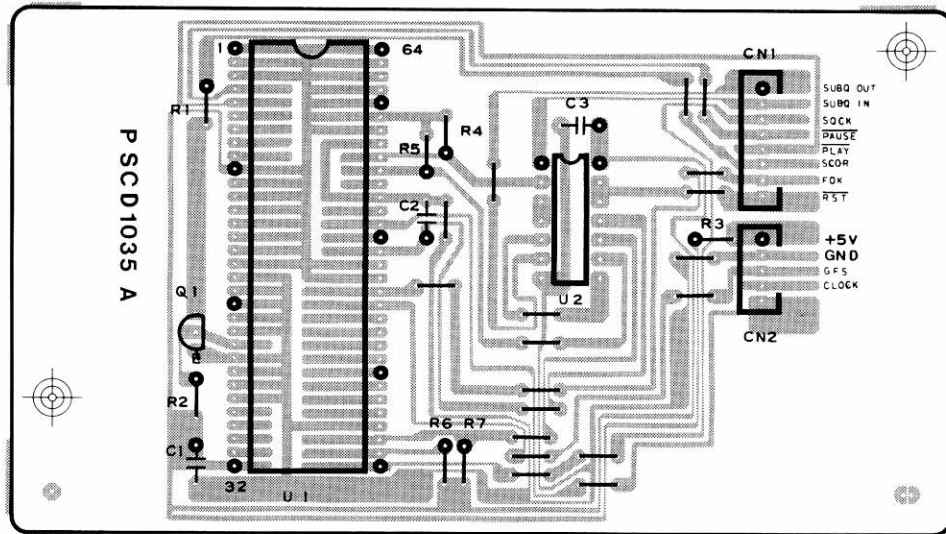 1
64
CN1
SUBQ OUT
SUBQ IN
SQCK
PAUSE
PLAY
SCOR
FOK
RST
R1
C3
R4
R5
C2
R3
+5V
GND
GFS
CLOCK
CN2
PSCD1035 A
Q1
E
U2
R2
C1
R6 R7
32
U1